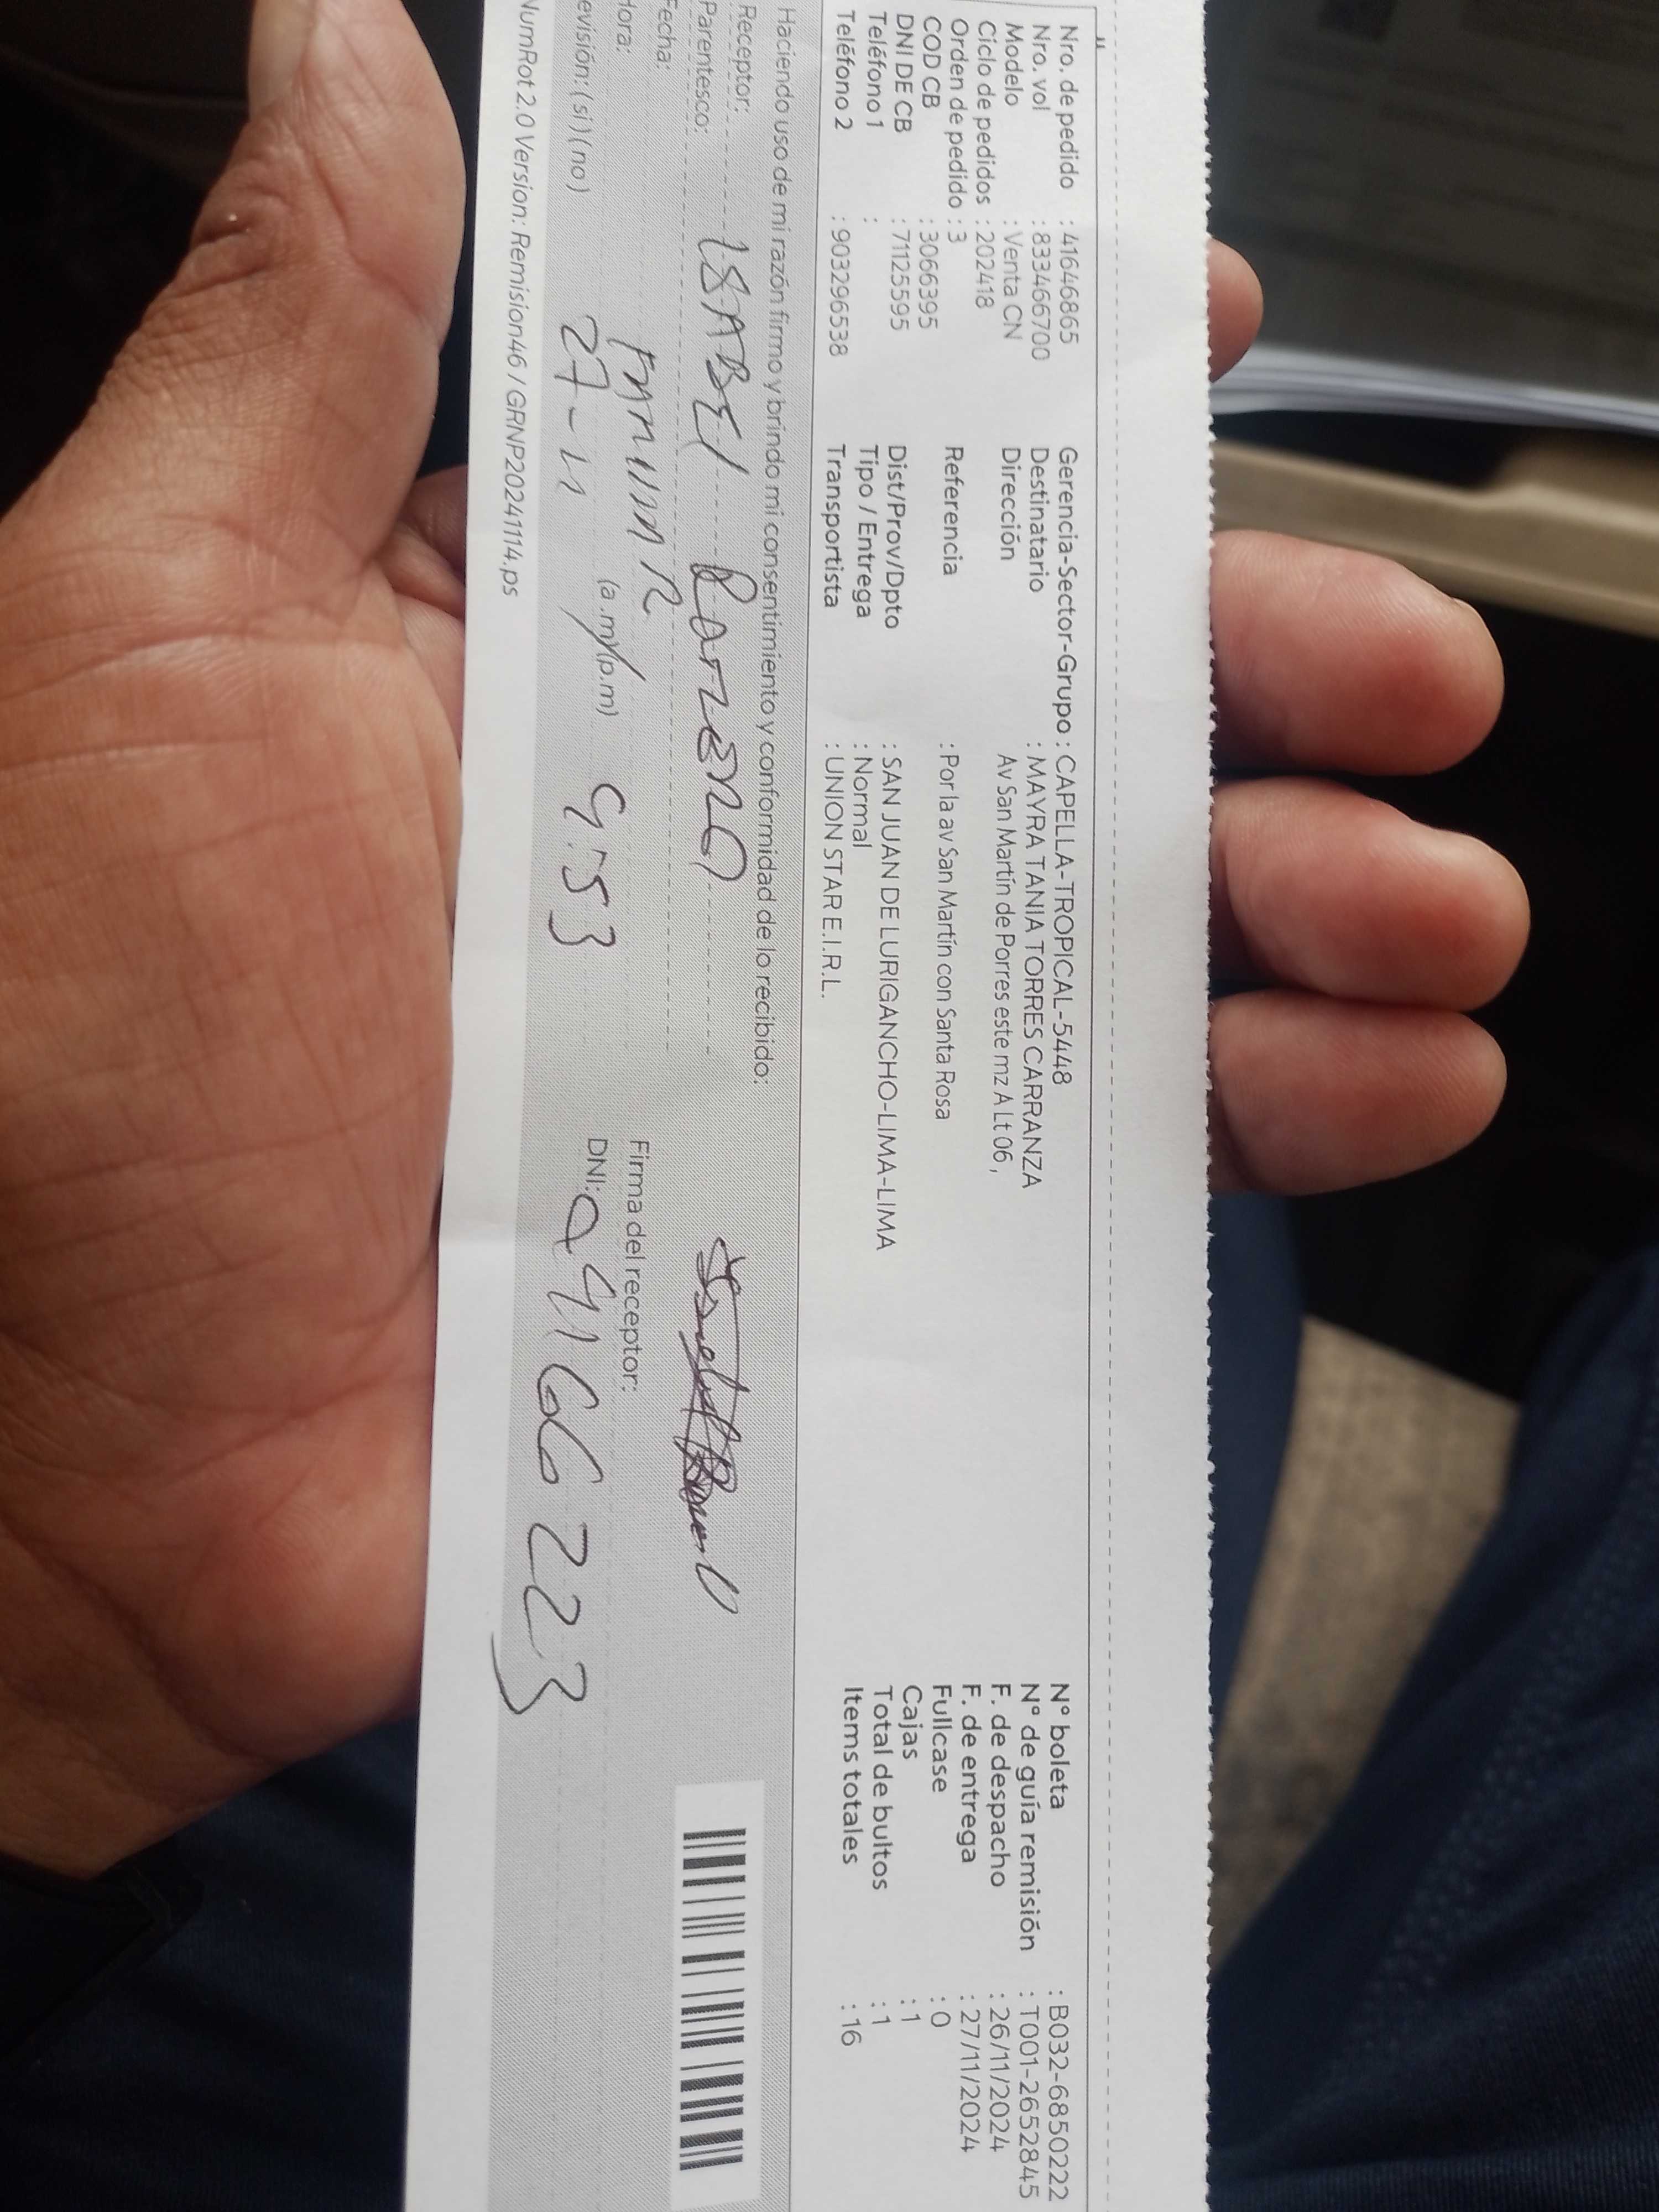 Nro. de pedido : 41646865
Nro. vol : 833466700
Modelo : Venta CN
Ciclo de pedidos : 202418
Orden de pedido : 3
COD CB : 3066395
DNI DE CB : 71125595
Teléfono 1 :
Teléfono 2 : 903296538
Gerencia-Sector-Grupo : CAPELLA-TROPICAL-5448
Destinatario : MAYRA TANIA TORRES CARRANZA
Dirección Av San Martín de Porres este mz A Lt 06 ,
Referencia : Por la av San Martín con Santa Rosa
Dist/Prov/Dpto : SAN JUAN DE LURIGANCHO-LIMA-LIMA
Tipo / Entrega : Normal
Transportista : UNION STAR E.I.R.L.
N° boleta : B032-6850222
N° de guía remisión : T001-2652845
F. de despacho : 26/11/2024
F. de entrega : 27/11/2024
Fullcase : 0
Cajas : 1
Total de bultos : 1
Items totales : 16
Haciendo uso de mi razón firmo y brindo mi consentimiento y conformidad de lo recibido:
Receptor: ISABEl
Parentesco:
Fecha: 27-11
Hora: (a.m)/(p.m) 9:53
evisión: (si) (no)
Firma del receptor:
DNI: 09166223
NumRot 2.0 Version: Remision46 / GRNP20241114.ps